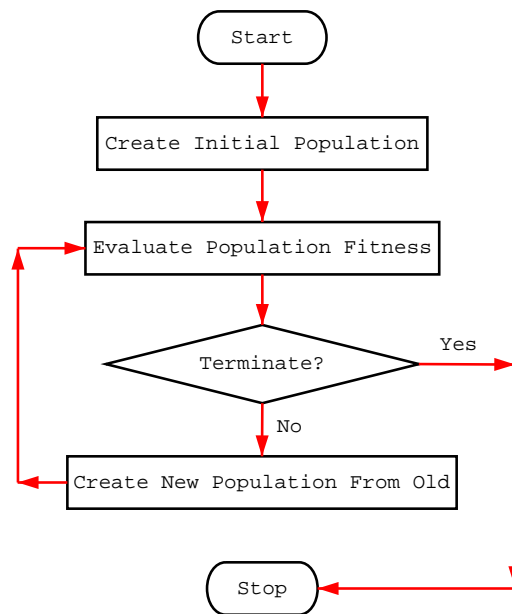 Start
Create Initial Population
Evaluate Population Fitness
Terminate?
Yes
No
Create New Population From Old
Stop